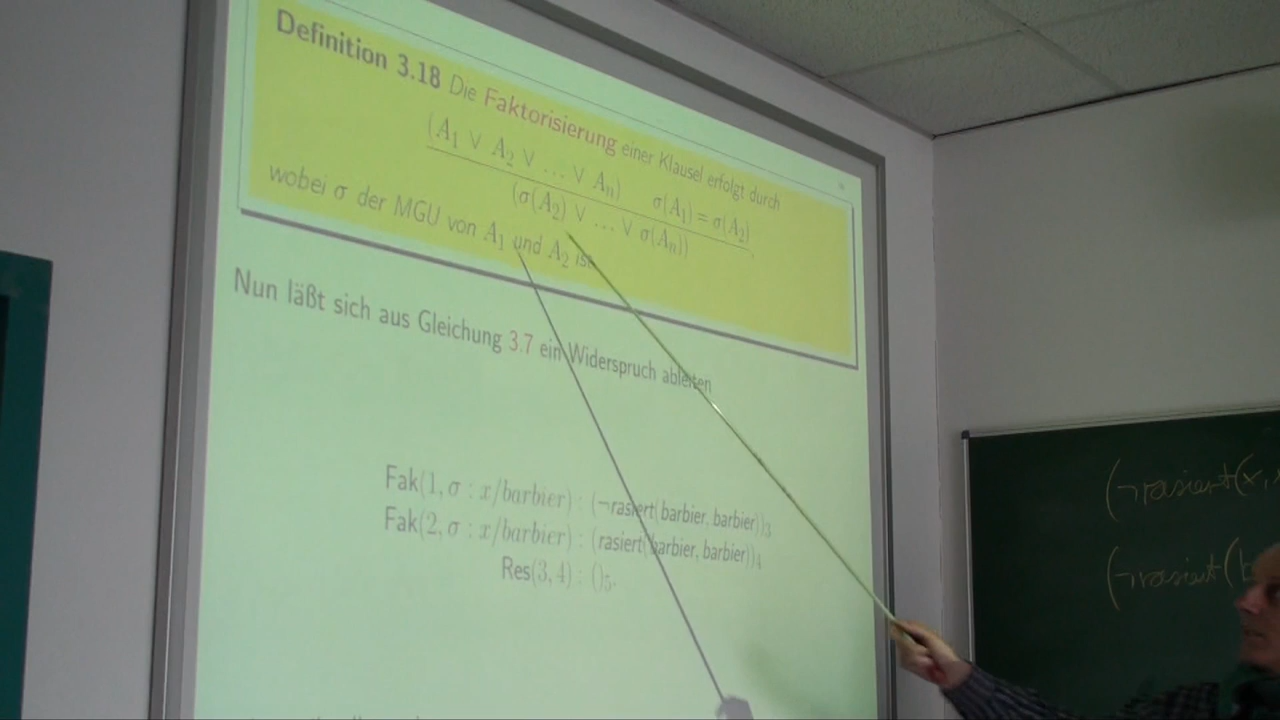 Definition 3.18 Die Faktorisierung einer Klausel erfolgt durch
(A₁ ∨ A₂ ∨ … ∨ Aₙ) σ(A₁) = σ(A₂)
(σ(A₂) ∨ … ∨ σ(Aₙ)) ,
wobei σ der MGU von A₁ und A₂ ist.
Nun läßt sich aus Gleichung 3.7 ein Widerspruch ableiten
Fak(1, σ : x/barbier) : (¬rasiert(barbier, barbier))₃
Fak(2, σ : x/barbier) : (rasiert(barbier, barbier))₄
Res(3, 4) : ()₅.
(¬rasiert(x,
(¬rasiert(b